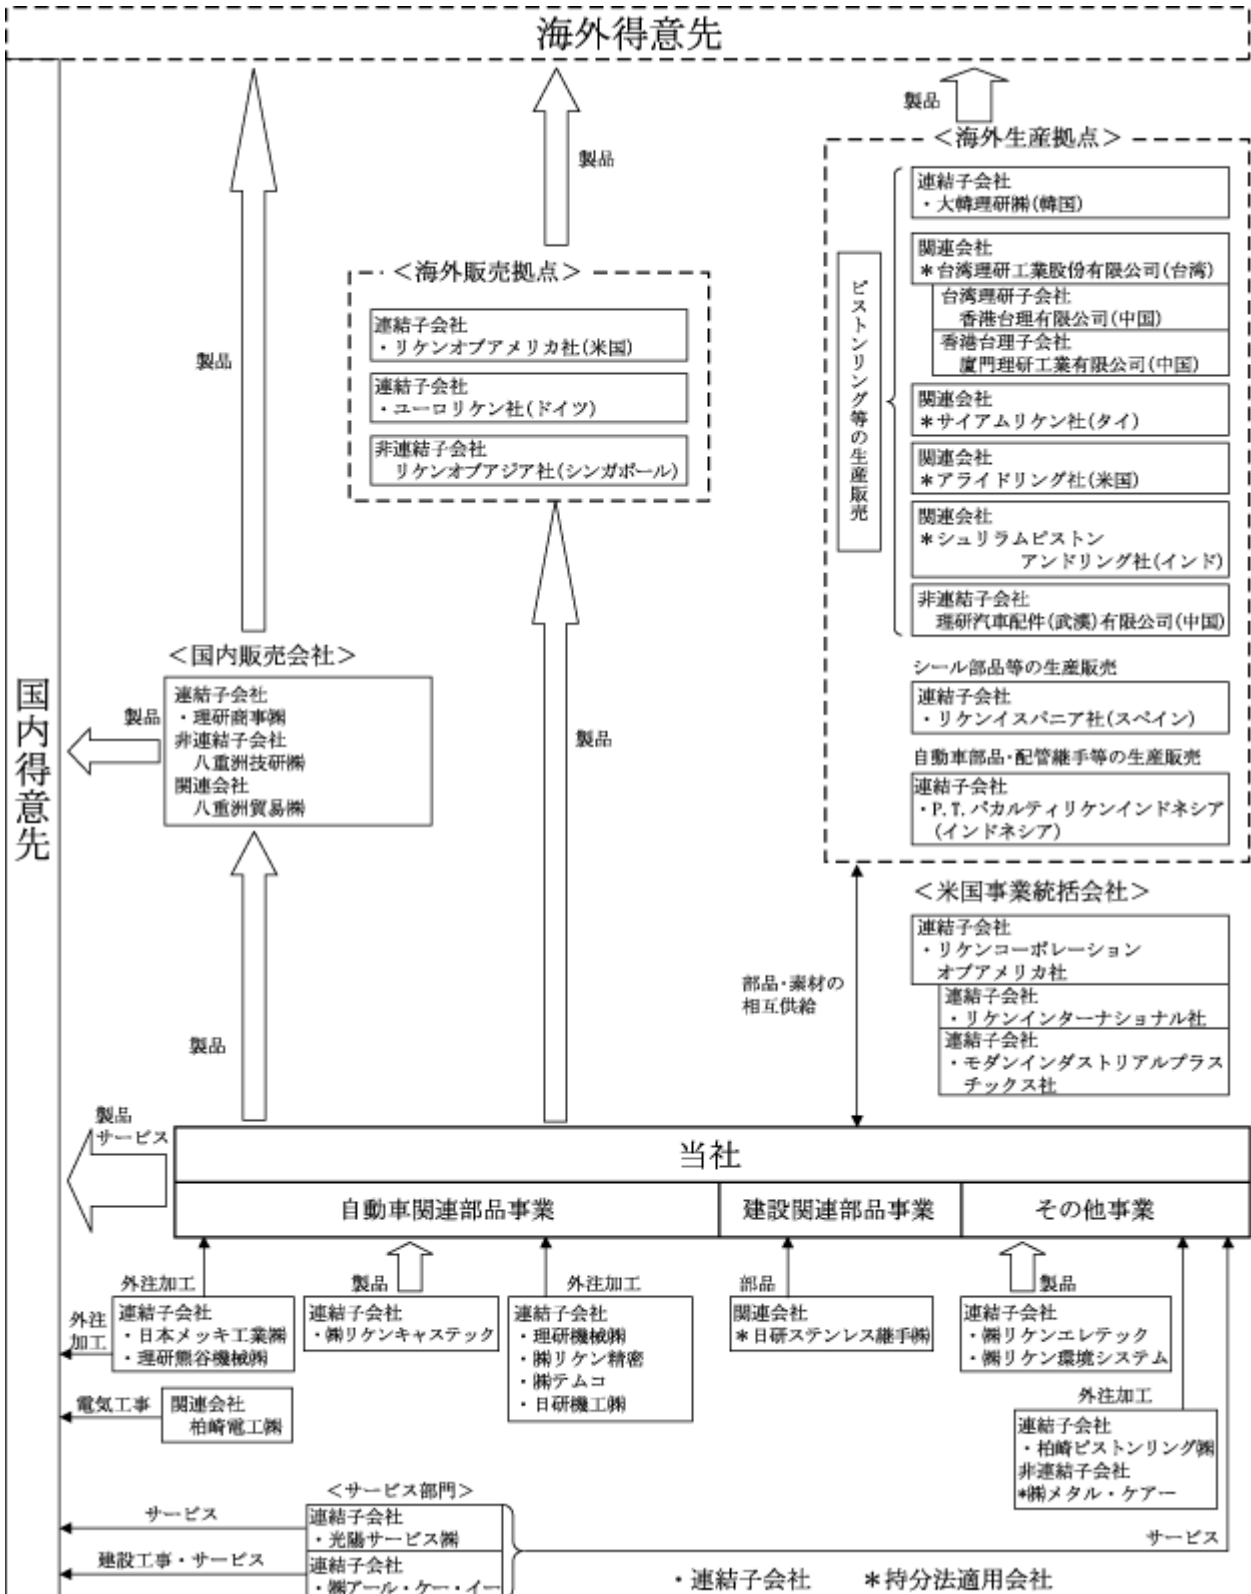 海外得意先
製品
製品
製品
＜海外生産拠点＞
連結子会社
・大韓理研㈱(韓国)
関連会社
＊台湾理研工業股份有限公司(台湾)
台湾理研子会社
香港台理有限公司(中国)
香港台理子会社
廈門理研工業有限公司(中国)
関連会社
＊サイアムリケン社(タイ)
関連会社
＊アライドリング社(米国)
関連会社
＊シュリラムピストン
アンドリング社(インド)
非連結子会社
理研汽車配件(武漢)有限公司(中国)
ピストンリング等の生産販売
シール部品等の生産販売
連結子会社
・リケンイスパニア社(スペイン)
自動車部品・配管継手等の生産販売
連結子会社
・P.T.パカルティリケンインドネシア
(インドネシア)
＜海外販売拠点＞
連結子会社
・リケンオブアメリカ社(米国)
連結子会社
・ユーロリケン社(ドイツ)
非連結子会社
リケンオブアジア社(シンガポール)
国内得意先
＜国内販売会社＞
製品
連結子会社
・理研商事㈱
非連結子会社
八重洲技研㈱
関連会社
八重洲貿易㈱
製品
＜米国事業統括会社＞
連結子会社
・リケンコーポレーション
オブアメリカ社
連結子会社
・リケンインターナショナル社
連結子会社
・モダンインダストリアルプラス
チックス社
部品・素材の
相互供給
製品
製品
サービス
当社
自動車関連部品事業
建設関連部品事業
その他事業
外注加工
製品
外注加工
部品
製品
外注
加工
連結子会社
・日本メッキ工業㈱
・理研熊谷機械㈱
連結子会社
・㈱リケンキャステック
連結子会社
・理研機械㈱
・㈱リケン精密
・㈱テムコ
・日研機工㈱
関連会社
＊日研ステンレス継手㈱
連結子会社
・㈱リケンエレテック
・㈱リケン環境システム
電気工事
関連会社
柏崎電工㈱
外注加工
連結子会社
・柏崎ピストンリング㈱
非連結子会社
*㈱メタル・ケアー
＜サービス部門＞
サービス
連結子会社
・光陽サービス㈱
サービス
建設工事・サービス
連結子会社
・㈱アール・ケー・イー
・連結子会社 ＊持分法適用会社